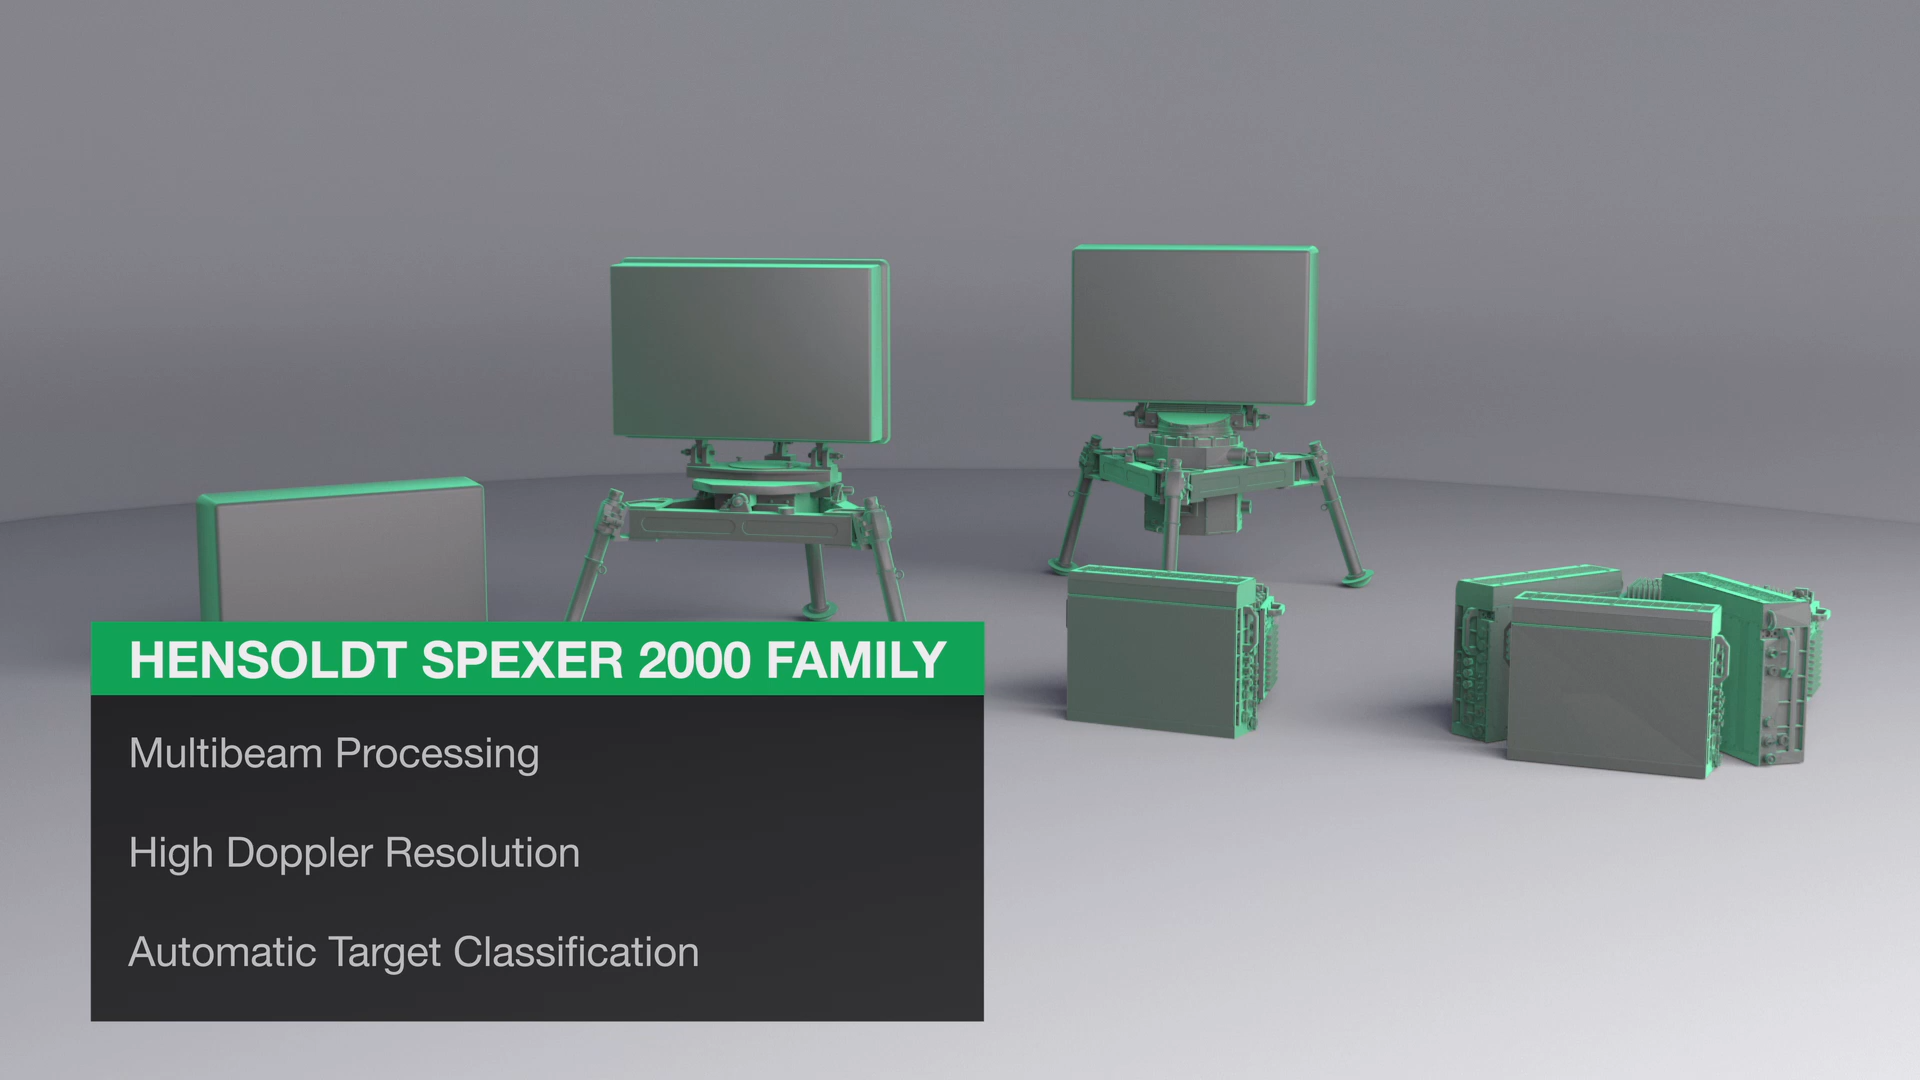 HENSOLDT SPEXER 2000 FAMILY
Multibeam Processing
High Doppler Resolution
Automatic Target Classification